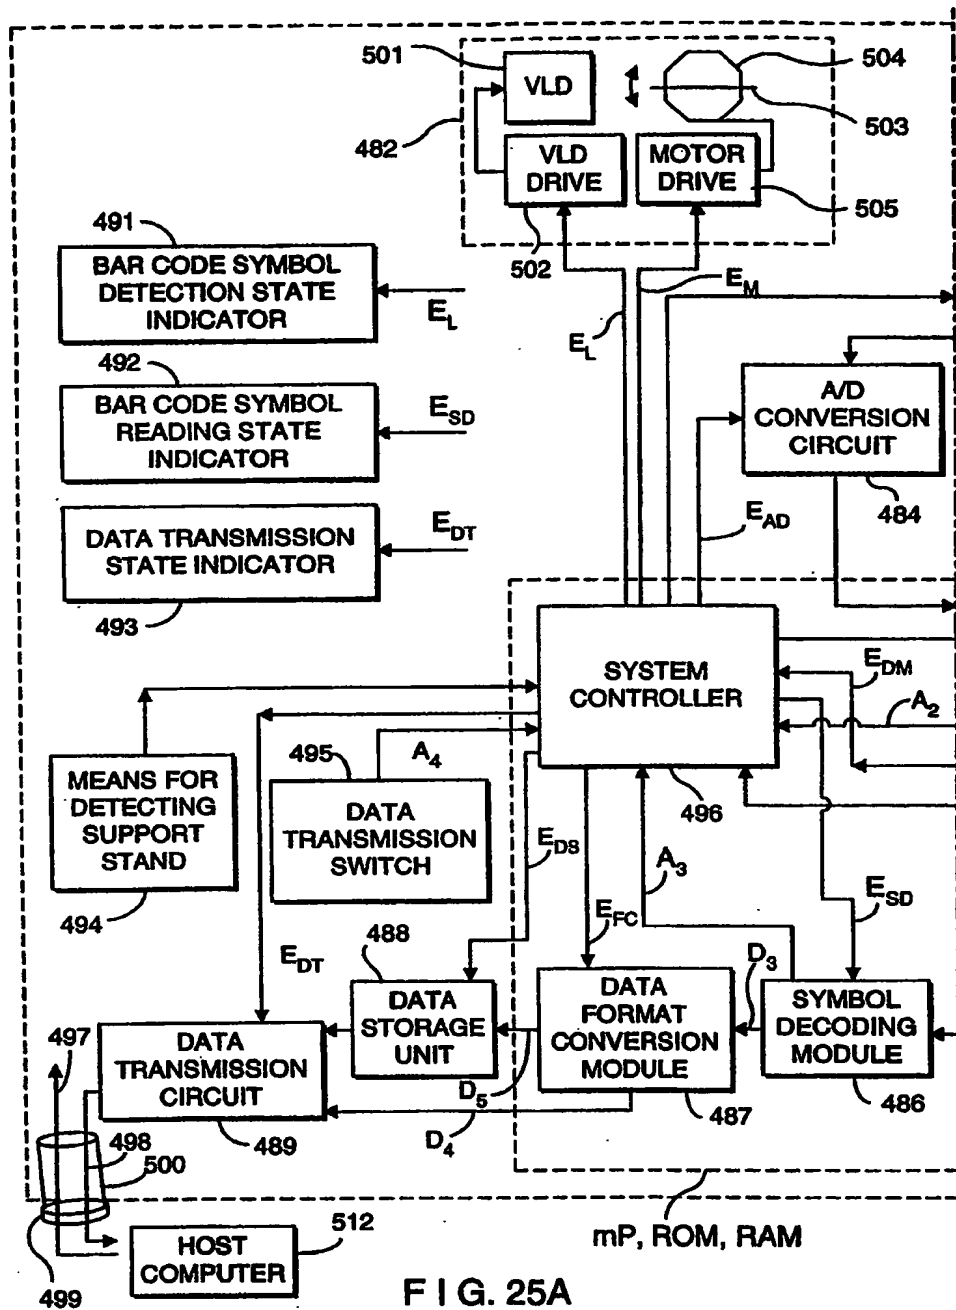 501
VLD
504
503
482
VLD
DRIVE
MOTOR
DRIVE
505
502
491
BAR CODE SYMBOL
DETECTION STATE
INDICATOR
E_L
E_M
E_L
492
BAR CODE SYMBOL
READING STATE
INDICATOR
E_SD
A/D
CONVERSION
CIRCUIT
484
E_AD
DATA TRANSMISSION
STATE INDICATOR
E_DT
493
SYSTEM
CONTROLLER
E_DM
A_2
496
MEANS FOR
DETECTING
SUPPORT
STAND
494
495
A_4
DATA
TRANSMISSION
SWITCH
E_DS
A_3
E_SD
E_FC
E_DT
488
DATA
STORAGE
UNIT
D_3
DATA
FORMAT
CONVERSION
MODULE
487
SYMBOL
DECODING
MODULE
486
497
DATA
TRANSMISSION
CIRCUIT
489
D_5
D_4
498
500
499
HOST
COMPUTER
512
mP, ROM, RAM
FIG. 25A